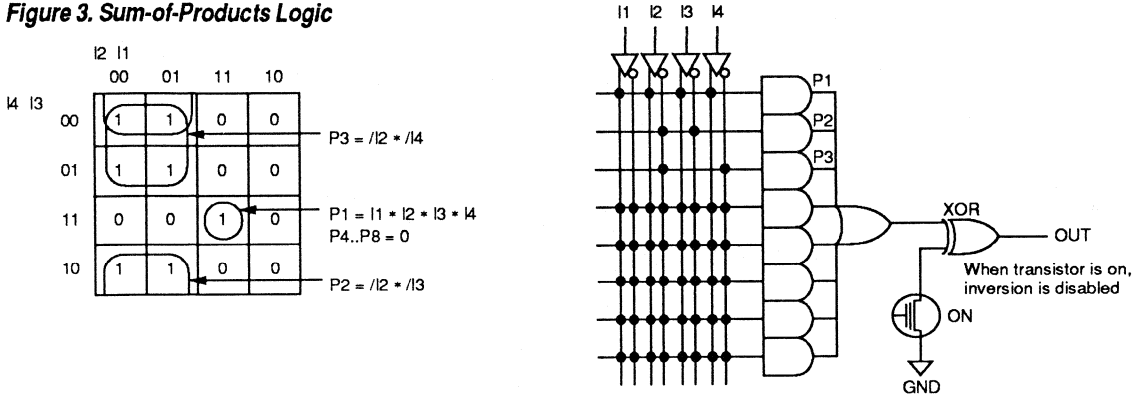 Figure 3. Sum-of-Products Logic
I2 I1
00 01 11 10
I4 I3
00 1 1 0 0
P3 = /I2 * /I4
01 1 1 0 0
11 0 0 1 0
P1 = I1 * I2 * I3 * I4
P4..P8 = 0
10 1 1 0 0
P2 = /I2 * /I3
I1 I2 I3 I4
P1
P2
P3
XOR
OUT
When transistor is on,
inversion is disabled
ON
GND